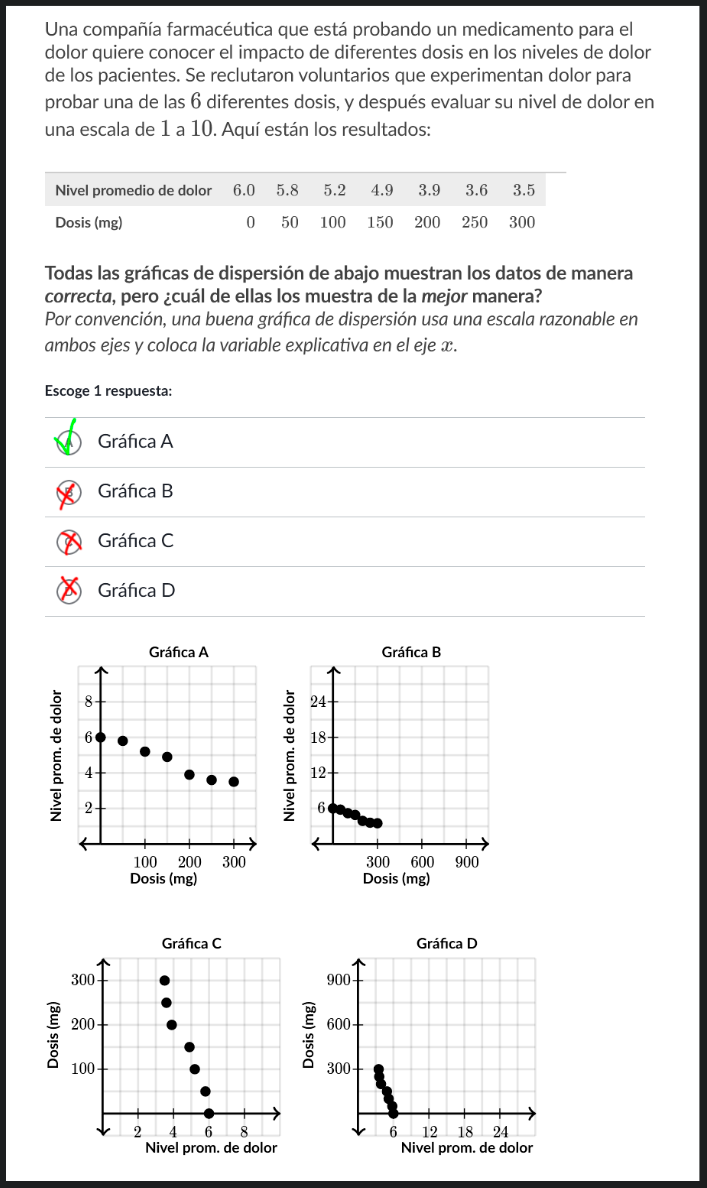 Una compañía farmacéutica que está probando un medicamento para el
dolor quiere conocer el impacto de diferentes dosis en los niveles de dolor
de los pacientes. Se reclutaron voluntarios que experimentan dolor para
probar una de las 6 diferentes dosis, y después evaluar su nivel de dolor en
una escala de 1 a 10. Aquí están los resultados:
Nivel promedio de dolor 6.0 5.8 5.2 4.9 3.9 3.6 3.5
Dosis (mg) 0 50 100 150 200 250 300
Todas las gráficas de dispersión de abajo muestran los datos de manera
correcta, pero ¿cuál de ellas los muestra de la mejor manera?
Por convención, una buena gráfica de dispersión usa una escala razonable en
ambos ejes y coloca la variable explicativa en el eje x.
Escoge 1 respuesta:
A Gráfica A
B Gráfica B
C Gráfica C
D Gráfica D
Gráfica A
Nivel prom. de dolor
8
6
4
2
100 200 300
Dosis (mg)
Gráfica B
Nivel prom. de dolor
24
18
12
6
300 600 900
Dosis (mg)
Gráfica C
Dosis (mg)
300
200
100
2 4 6 8
Nivel prom. de dolor
Gráfica D
Dosis (mg)
900
600
300
6 12 18 24
Nivel prom. de dolor